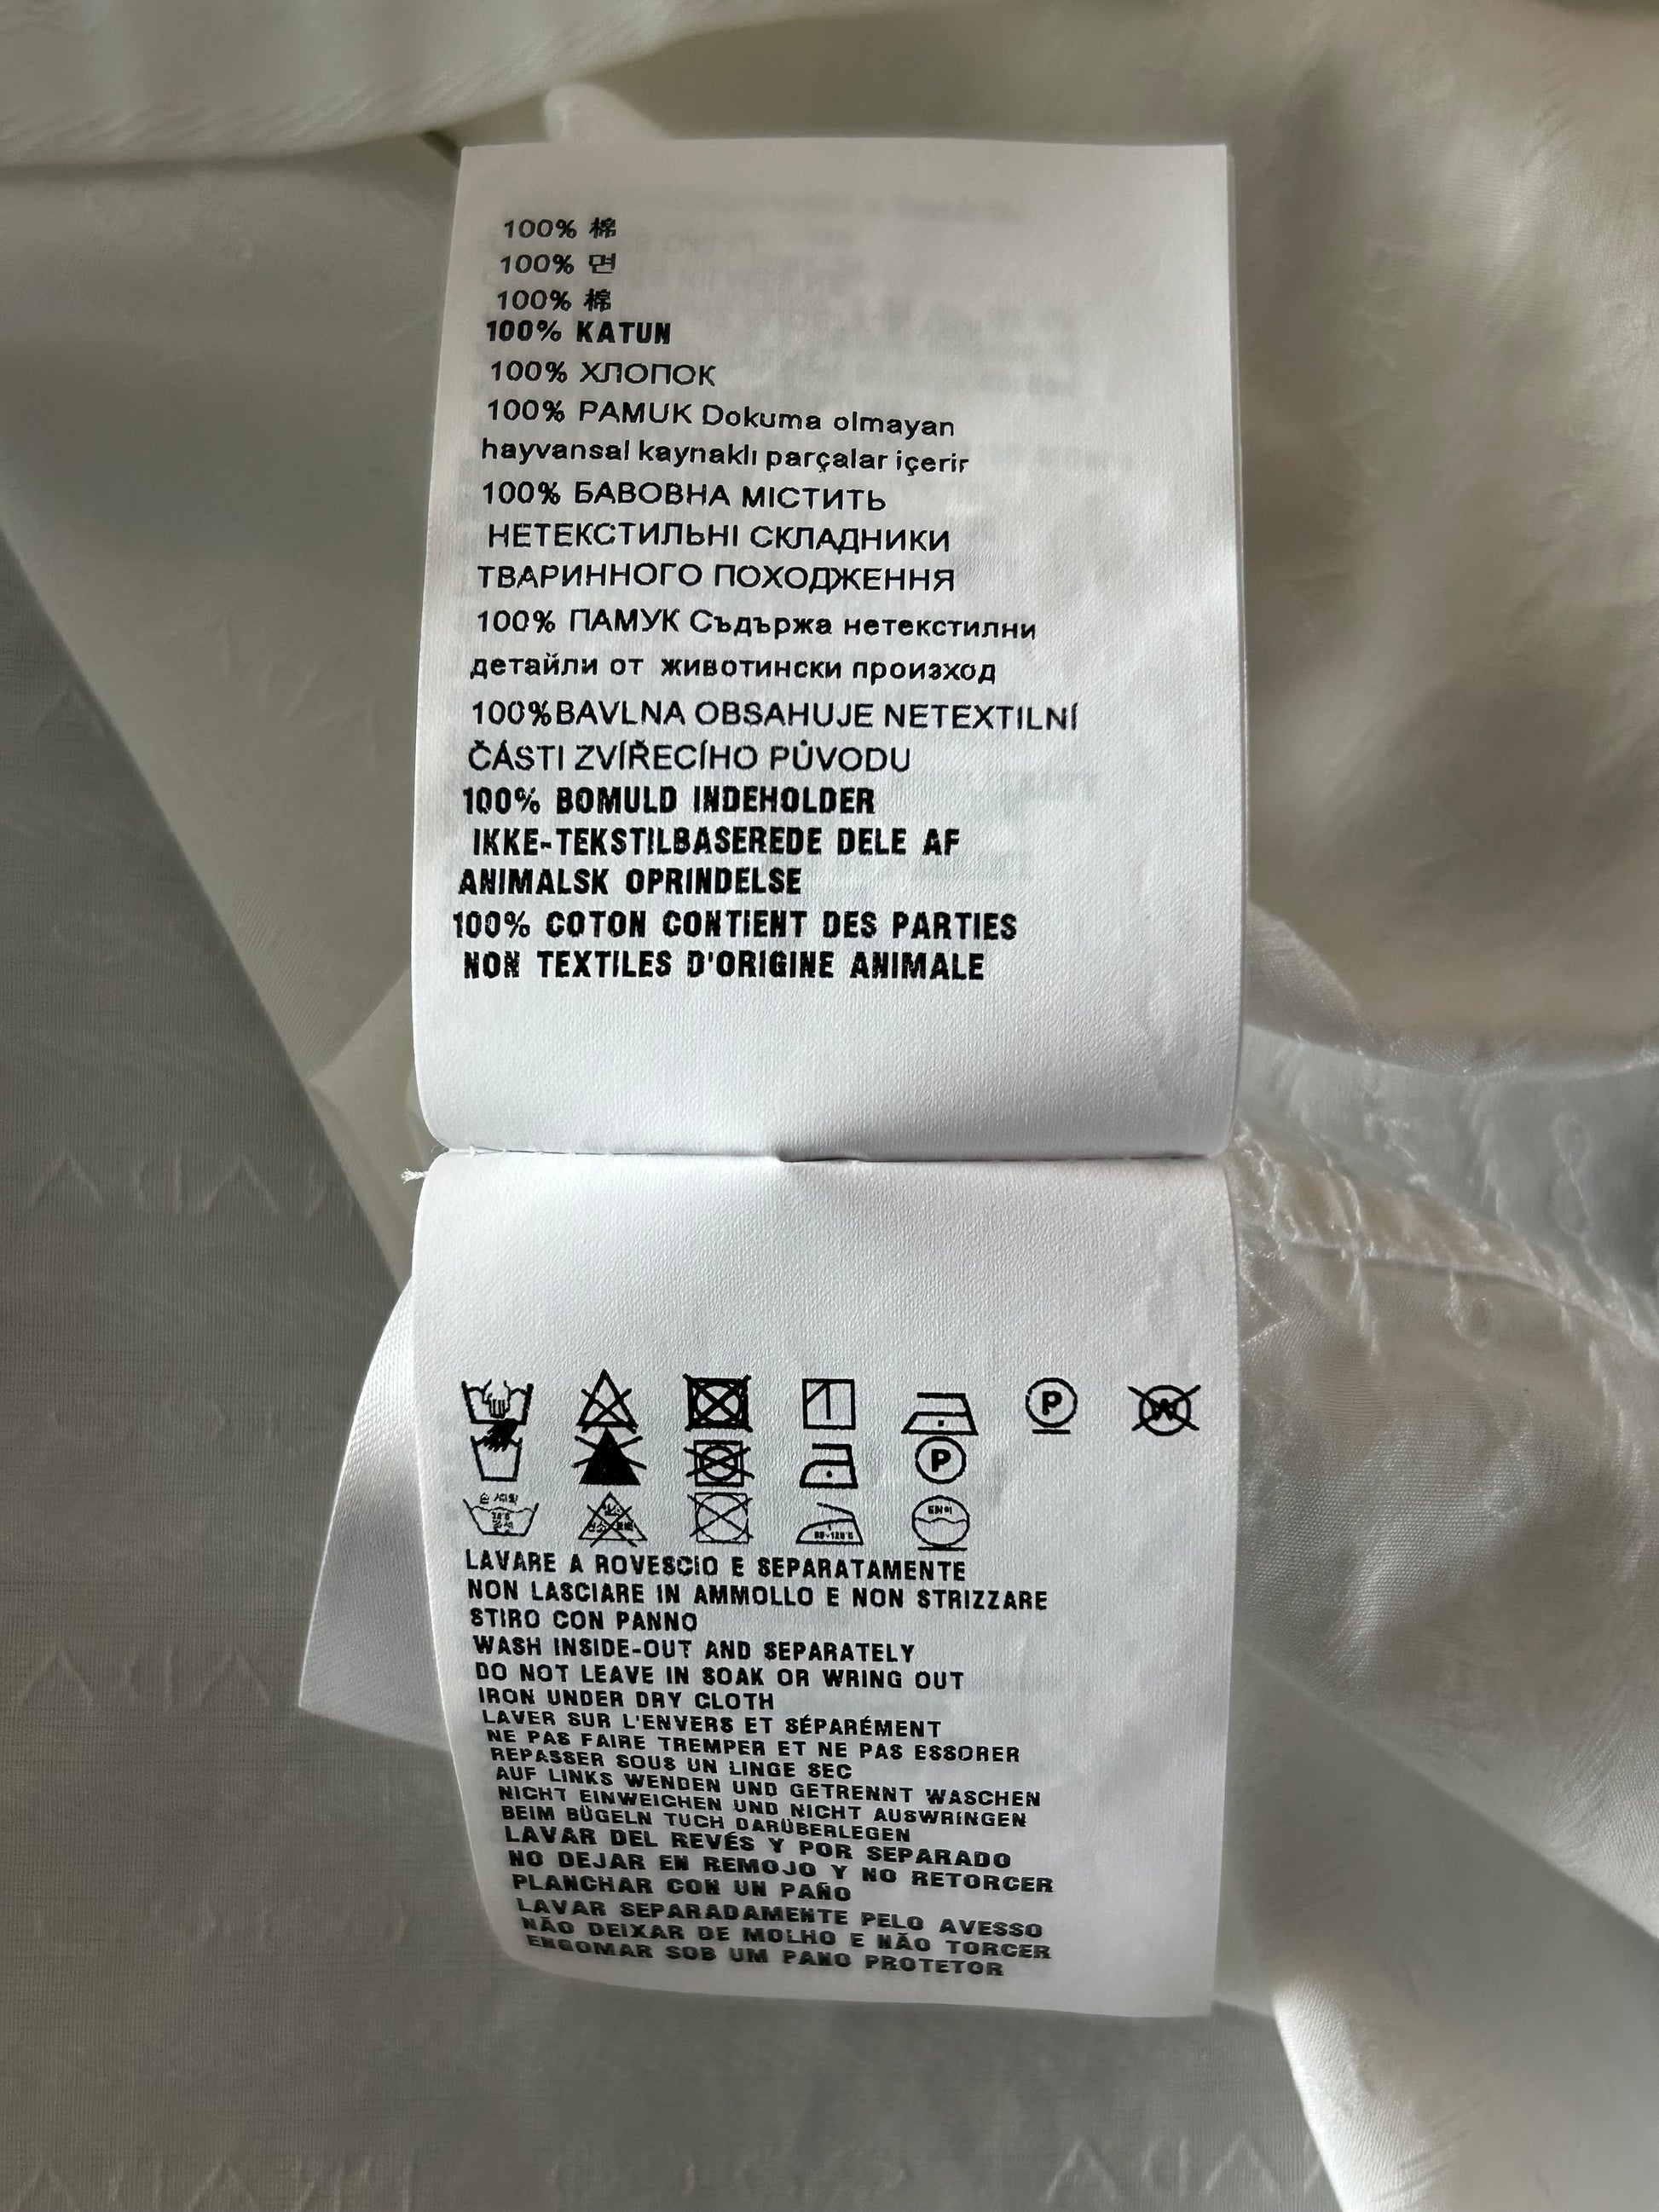 100% 棉
100% 면
100% 棉
100% KATUN
100% ХЛОПОК
100% PAMUK Dokuma olmayan
hayvansal kaynaklı parçalar içerir
100% БАВОВНА МІСТИТЬ
НЕТЕКСТИЛЬНІ СКЛАДНИКИ
ТВАРИННОГО ПОХОДЖЕННЯ
100% ПАМУК Съдържа нетекстилни
детайли от животински произход
100%BAVLNA OBSAHUJE NETEXTILNÍ
ČÁSTI ZVÍŘECÍHO PŮVODU
100% BOMULD INDEHOLDER
IKKE-TEKSTILBASEREDE DELE AF
ANIMALSK OPRINDELSE
100% COTON CONTIENT DES PARTIES
NON TEXTILES D'ORIGINE ANIMALE
P W
P
손세탁
LAVARE A ROVESCIO E SEPARATAMENTE
NON LASCIARE IN AMMOLLO E NON STRIZZARE
STIRO CON PANNO
WASH INSIDE-OUT AND SEPARATELY
DO NOT LEAVE IN SOAK OR WRING OUT
IRON UNDER DRY CLOTH
LAVER SUR L'ENVERS ET SÉPARÉMENT
NE PAS FAIRE TREMPER ET NE PAS ESSORER
REPASSER SOUS UN LINGE SEC
AUF LINKS WENDEN UND GETRENNT WASCHEN
NICHT EINWEICHEN UND NICHT AUSWRINGEN
BEIM BÜGELN TUCH DARÜBERLEGEN
LAVAR DEL REVÉS Y POR SEPARADO
NO DEJAR EN REMOJO Y NO RETORCER
PLANCHAR CON UN PAÑO
LAVAR SEPARADAMENTE PELO AVESSO
NÃO DEIXAR DE MOLHO E NÃO TORCER
ENGOMAR SOB UM PANO PROTETOR